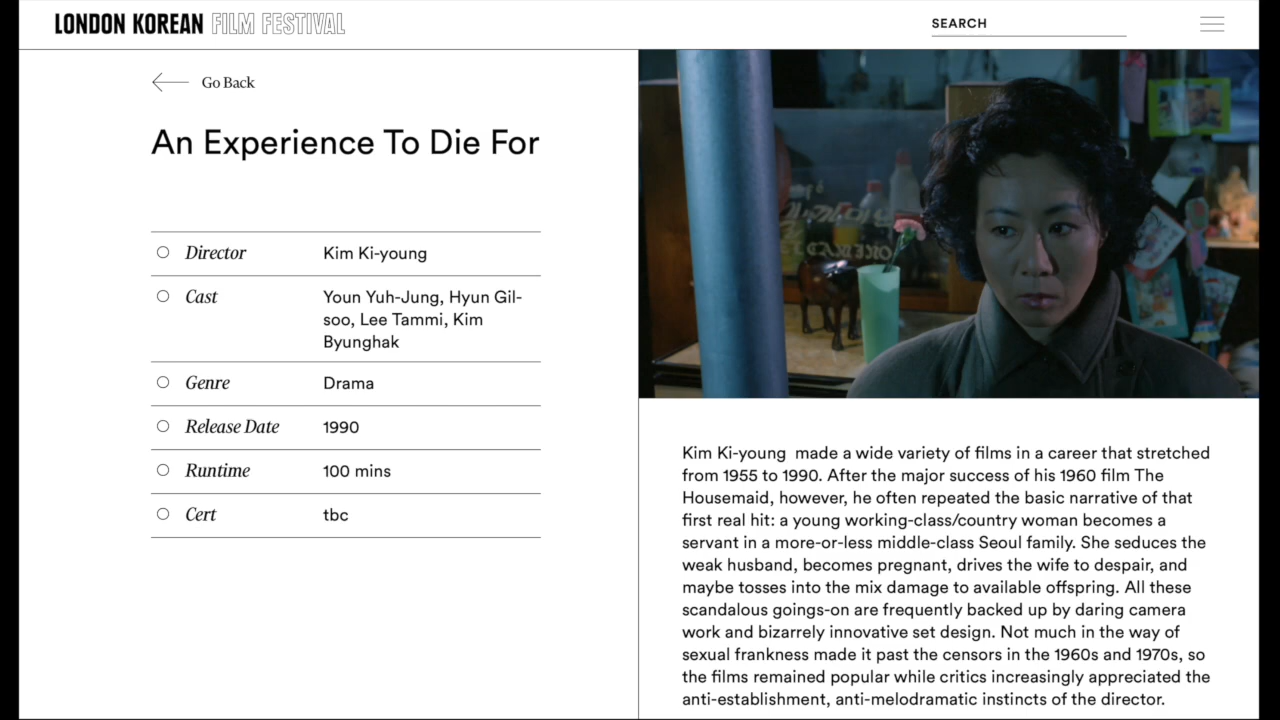 LONDON KOREAN FILM FESTIVAL
SEARCH
Go Back
An Experience To Die For
Director
Kim Ki-young
Cast
Youn Yuh-Jung, Hyun Gil-
soo, Lee Tammi, Kim
Byunghak
Genre
Drama
Release Date
1990
Runtime
100 mins
Cert
tbc
Kim Ki-young  made a wide variety of films in a career that stretched
from 1955 to 1990. After the major success of his 1960 film The
Housemaid, however, he often repeated the basic narrative of that
first real hit: a young working-class/country woman becomes a
servant in a more-or-less middle-class Seoul family. She seduces the
weak husband, becomes pregnant, drives the wife to despair, and
maybe tosses into the mix damage to available offspring. All these
scandalous goings-on are frequently backed up by daring camera
work and bizarrely innovative set design. Not much in the way of
sexual frankness made it past the censors in the 1960s and 1970s, so
the films remained popular while critics increasingly appreciated the
anti-establishment, anti-melodramatic instincts of the director.